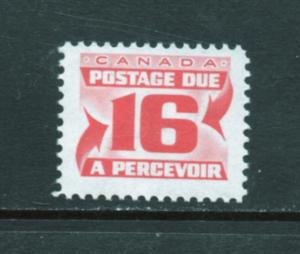 · CANADA ·
POSTAGE DUE
16
A PERCEVOIR